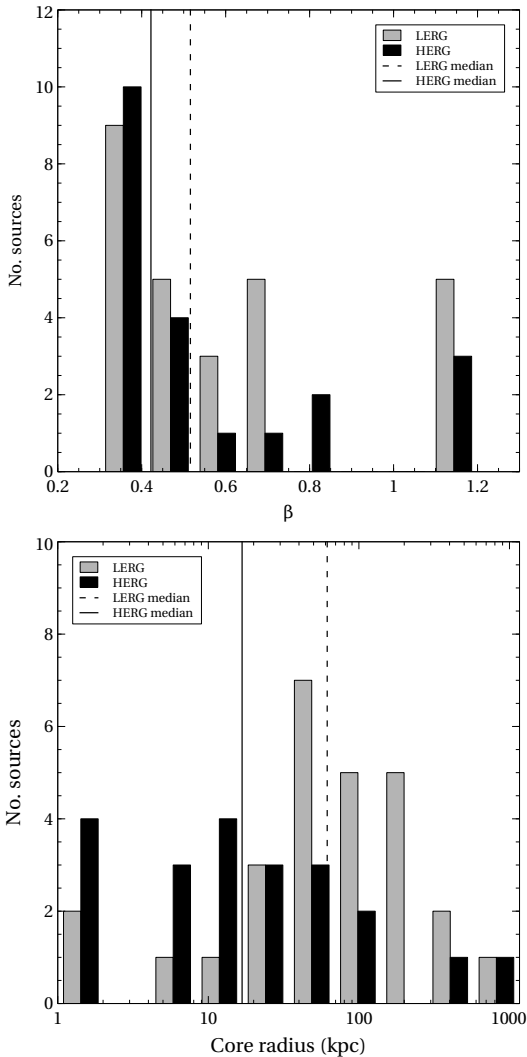 12
LERG
HERG
LERG median
HERG median
10
8
No. sources
6
4
2
0
0.2 0.4 0.6 0.8 1 1.2
β
10
LERG
HERG
LERG median
HERG median
8
6
No. sources
4
2
0
1 10 100 1000
Core radius (kpc)